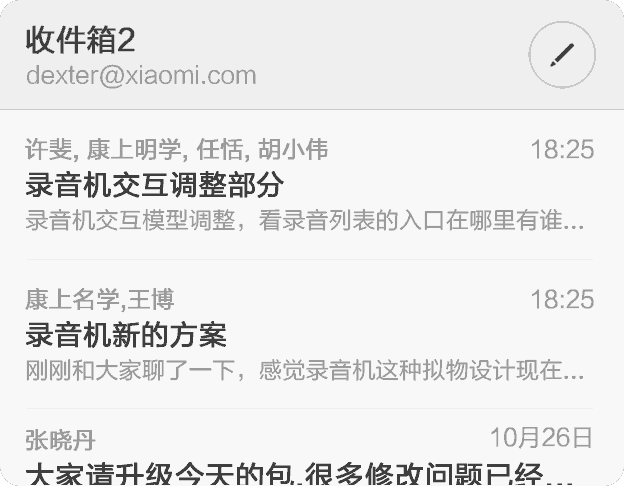 收件箱2
dexter@xiaomi.com
许斐, 康上明学, 任恬, 胡小伟 18:25
录音机交互调整部分
录音机交互模型调整，看录音列表的入口在哪里有谁...
康上名学,王博 18:25
录音机新的方案
刚刚和大家聊了一下，感觉录音机这种拟物设计现在...
张晓丹 10月26日
大家请升级今天的包,很多修改问题已经...